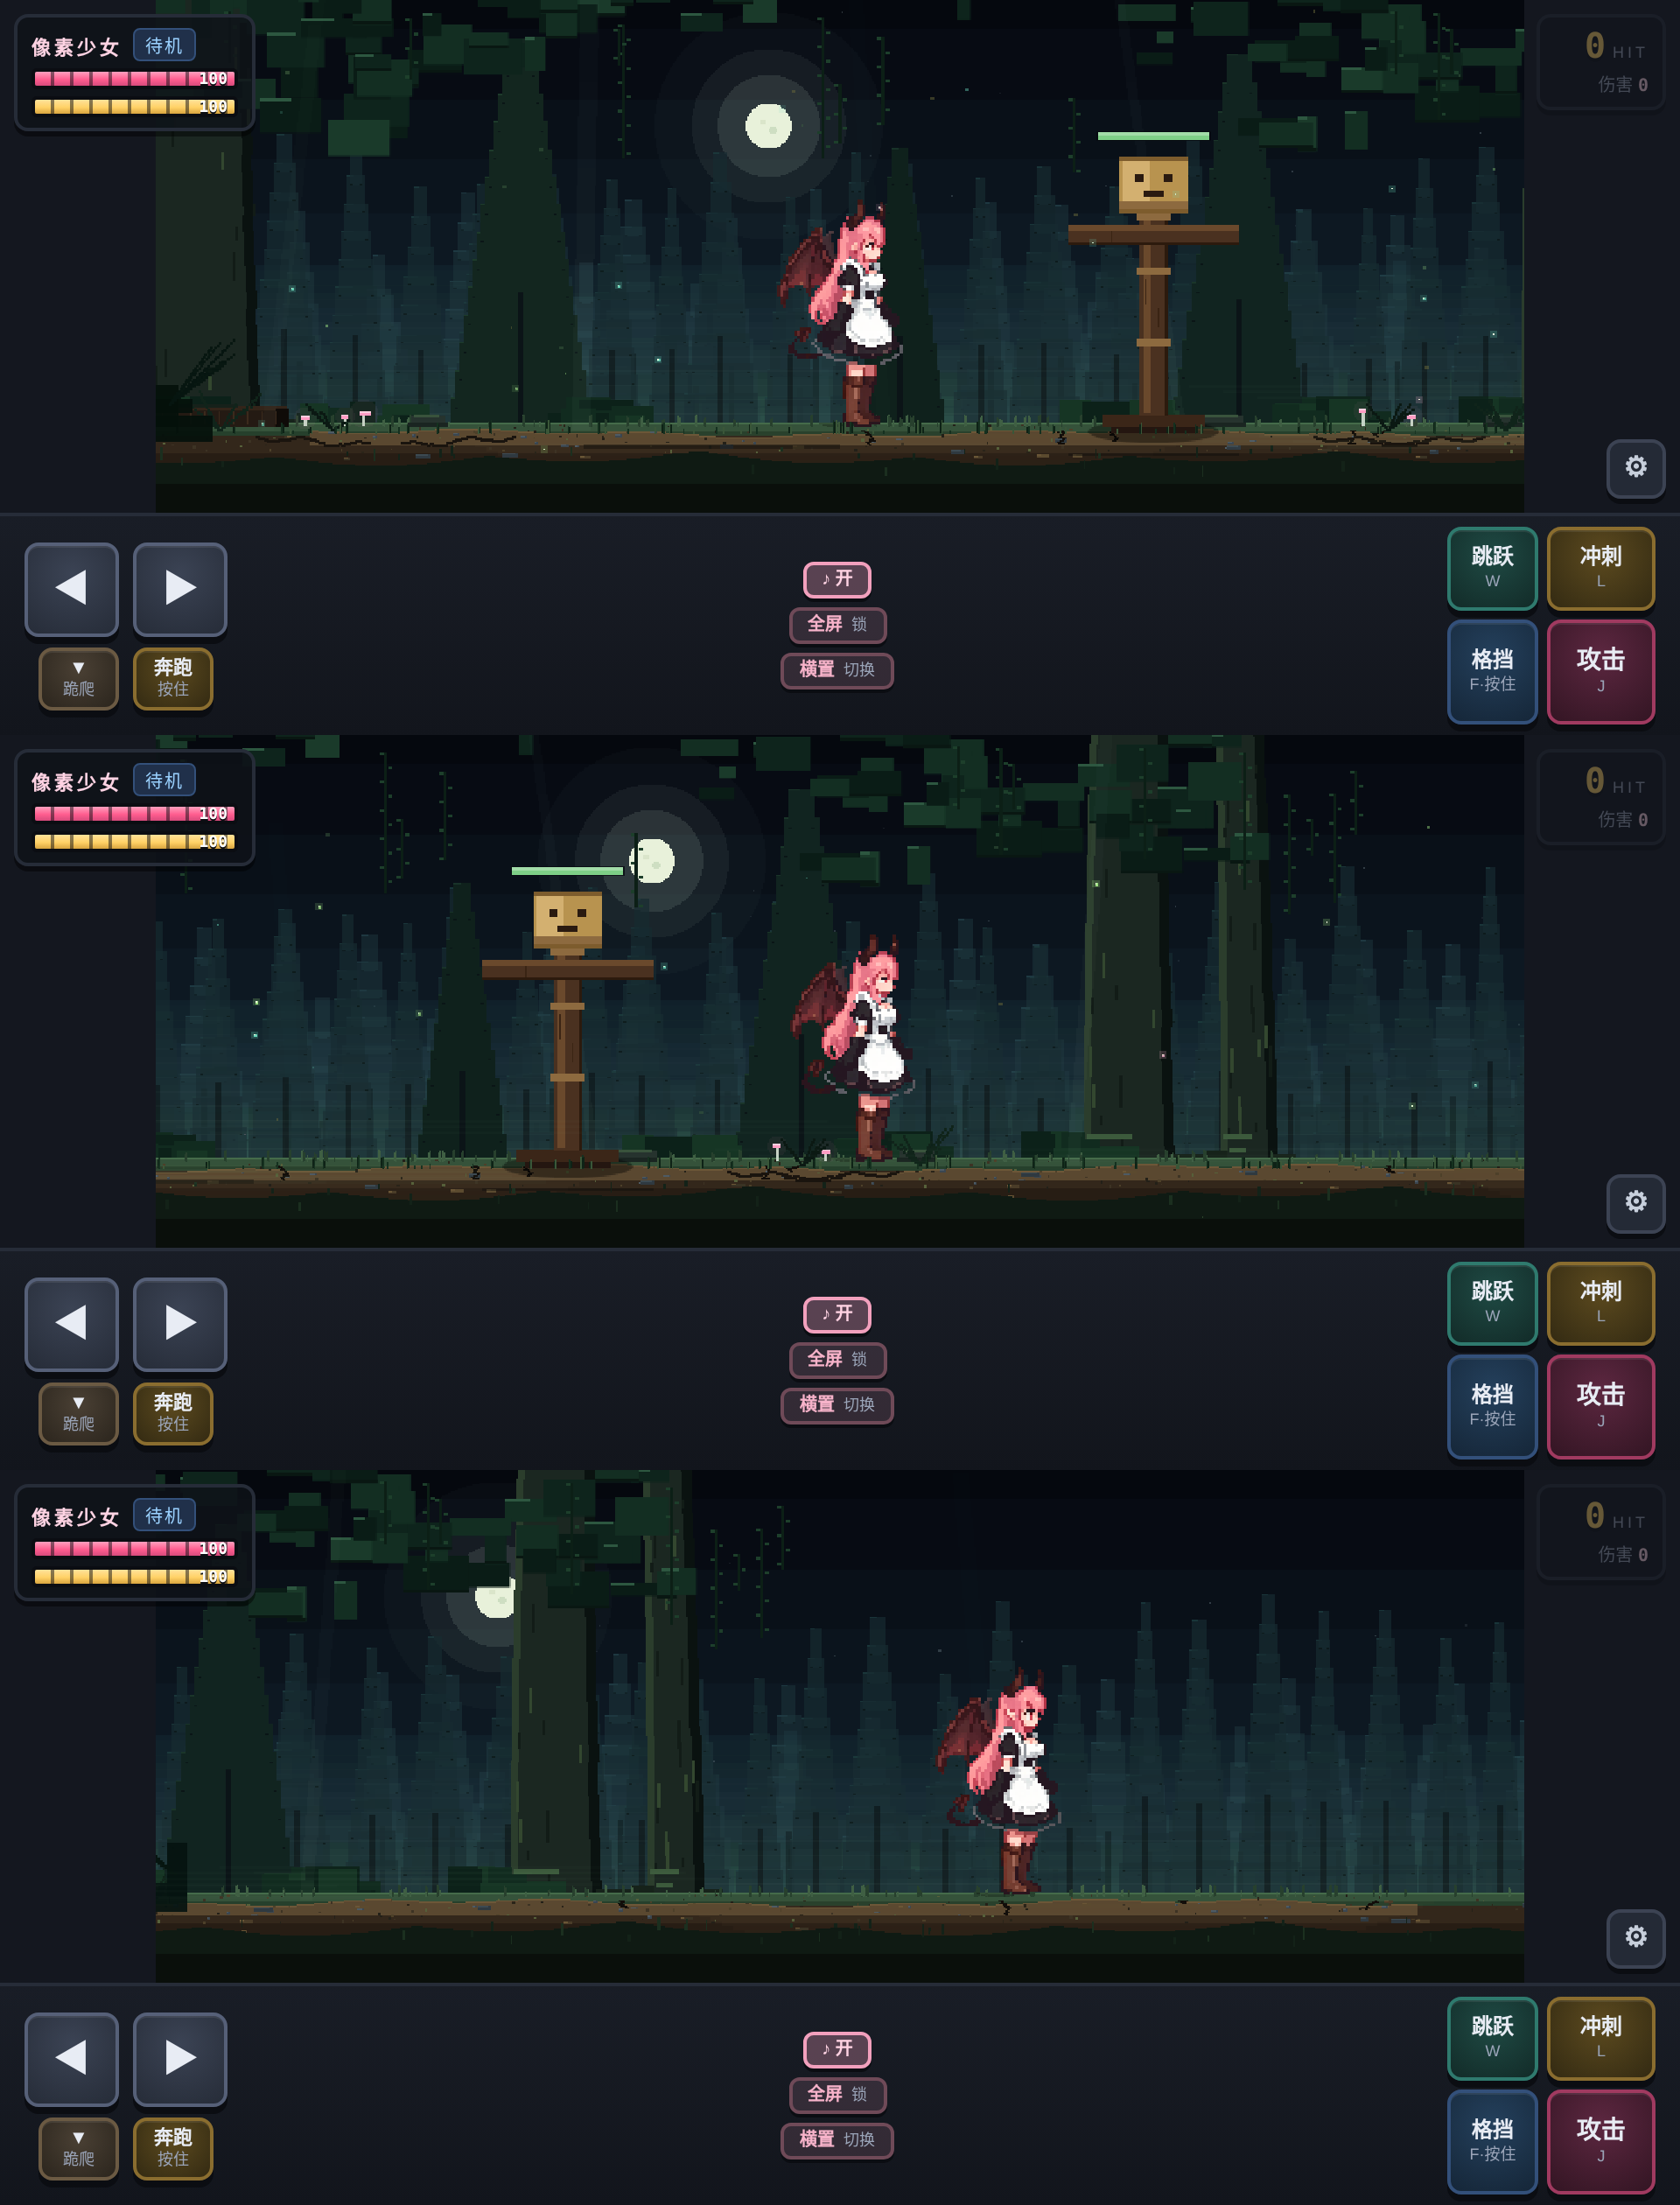 像素少女 待机
100
100
0 HIT
伤害 0
⚙
◀ ▶
▼
跪爬
奔跑
按住
♪ 开
全屏 锁
横置 切换
跳跃
W
冲刺
L
格挡
F·按住
攻击
J
像素少女 待机
100
100
0 HIT
伤害 0
⚙
◀ ▶
▼
跪爬
奔跑
按住
♪ 开
全屏 锁
横置 切换
跳跃
W
冲刺
L
格挡
F·按住
攻击
J
像素少女 待机
100
100
0 HIT
伤害 0
⚙
◀ ▶
▼
跪爬
奔跑
按住
♪ 开
全屏 锁
横置 切换
跳跃
W
冲刺
L
格挡
F·按住
攻击
J